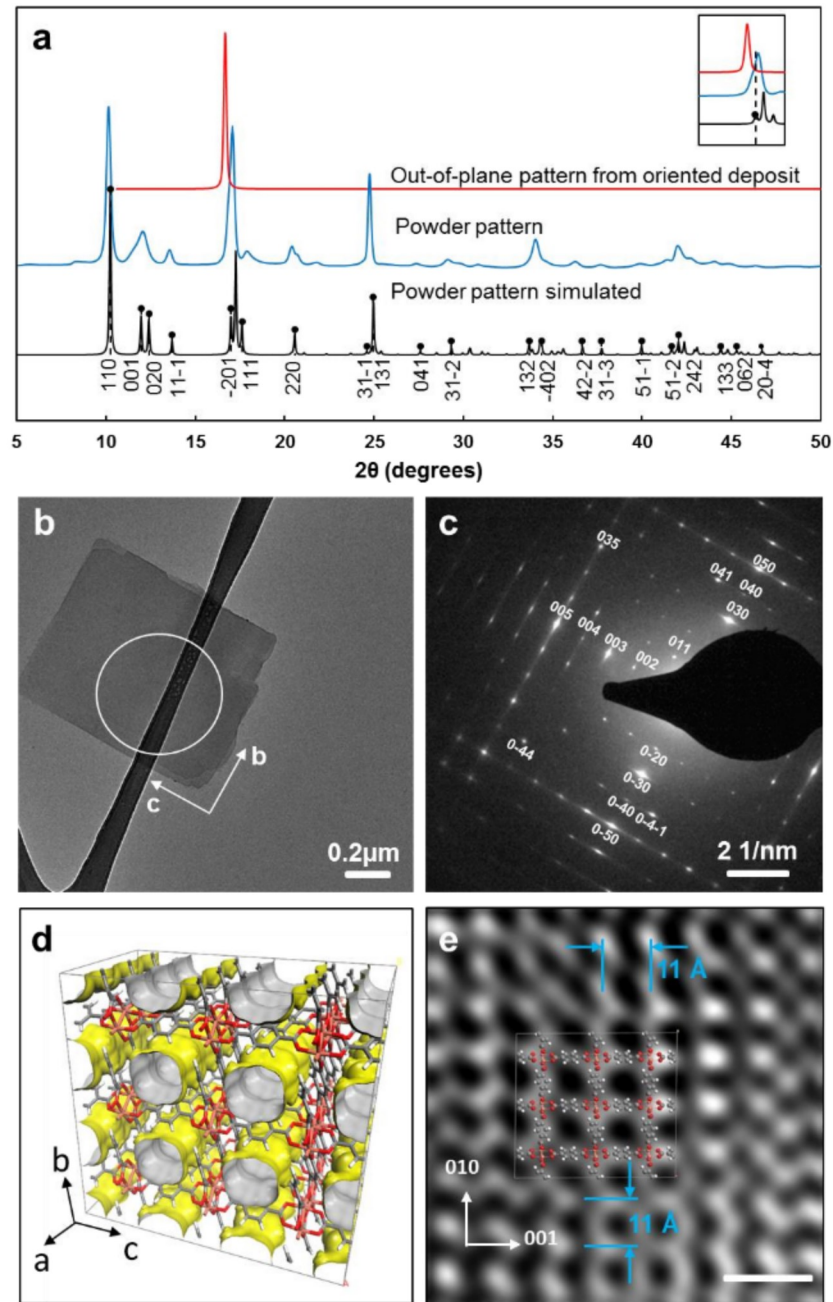 a
Out-of-plane pattern from oriented deposit
Powder pattern
Powder pattern simulated
110 001 020 11-1 -201 111 220 31-1 131 041 31-2 132 -402 42-2 31-3 51-1 51-2 242 133 062 20-4
5 10 15 20 25 30 35 40 45 50
2θ (degrees)
b
b
c
0.2µm
c
035
050
041 040
005 004 003 002 011 030
0-44
0-20
0-30
0-40 0-4-1
0-50
2 1/nm
d
b
a
c
e
11 Å
010
001
11 Å